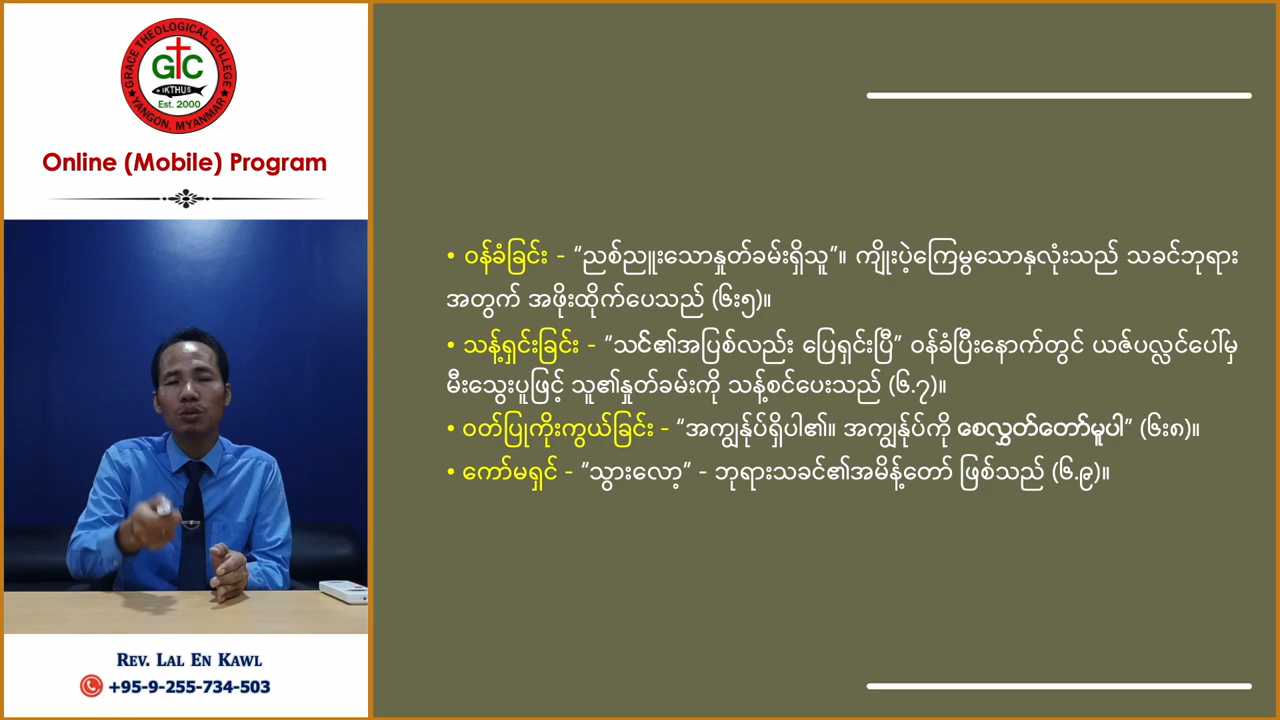 GRACE THEOLOGICAL COLLEGE
GTC
IKTHUS
Est. 2000
YANGON, MYANMAR
Online (Mobile) Program
• ဝန်ခံခြင်း - “ညစ်ညူးသောနှုတ်ခမ်းရှိသူ”။ ကျိုးပဲ့ကြေမွသောနှလုံးသည် သခင်ဘုရား
အတွက် အဖိုးထိုက်ပေသည် (၆း၅)။
• သန့်ရှင်းခြင်း - “သင်၏အပြစ်လည်း ပြေရှင်းပြီ” ဝန်ခံပြီးနောက်တွင် ယဇ်ပလ္လင်ပေါ်မှ
မီးသွေးပူဖြင့် သူ၏နှုတ်ခမ်းကို သန့်စင်ပေးသည် (၆.၇)။
• ဝတ်ပြုကိုးကွယ်ခြင်း - “အကျွန်ုပ်ရှိပါ၏။ အကျွန်ုပ်ကို စေလွှတ်တော်မူပါ” (၆း၈)။
• ကော်မရှင် - “သွားလော့” - ဘုရားသခင်၏အမိန့်တော် ဖြစ်သည် (၆.၉)။
REV. LAL EN KAWL
+95-9-255-734-503